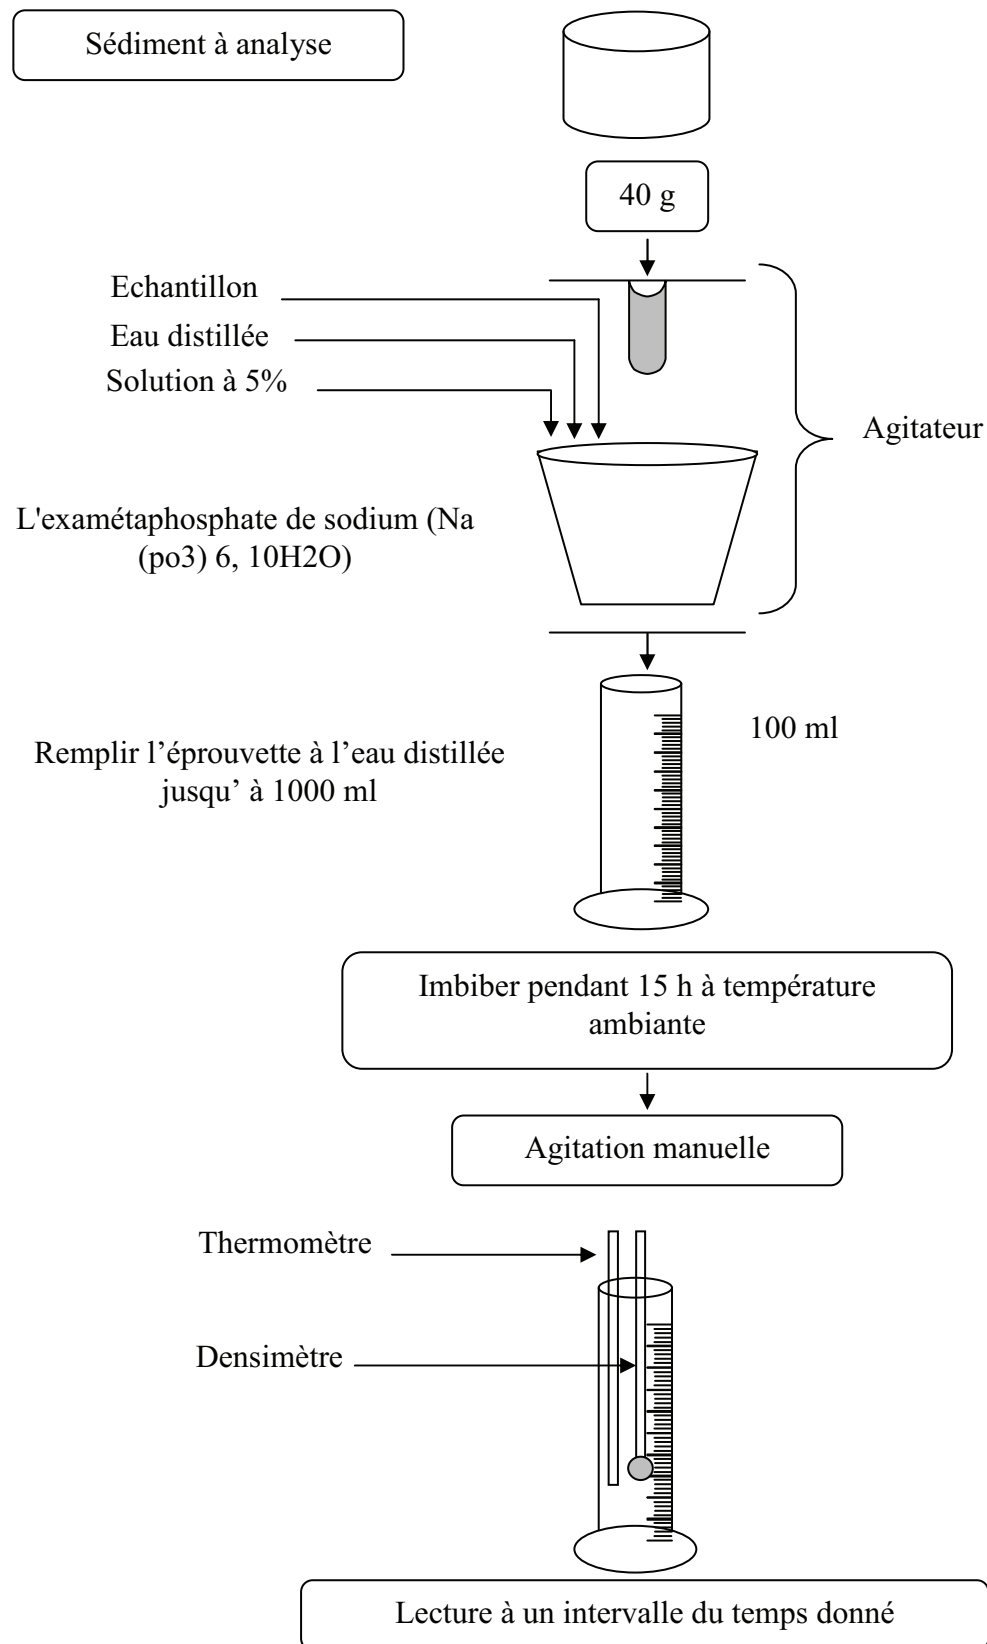 Sédiment à analyse
40 g
Echantillon
Eau distillée
Solution à 5%
Agitateur
L'examétaphosphate de sodium (Na
(po3) 6, 10H2O)
100 ml
Remplir l’éprouvette à l’eau distillée
jusqu’ à 1000 ml
Imbiber pendant 15 h à température
ambiante
Agitation manuelle
Thermomètre
Densimètre
Lecture à un intervalle du temps donné